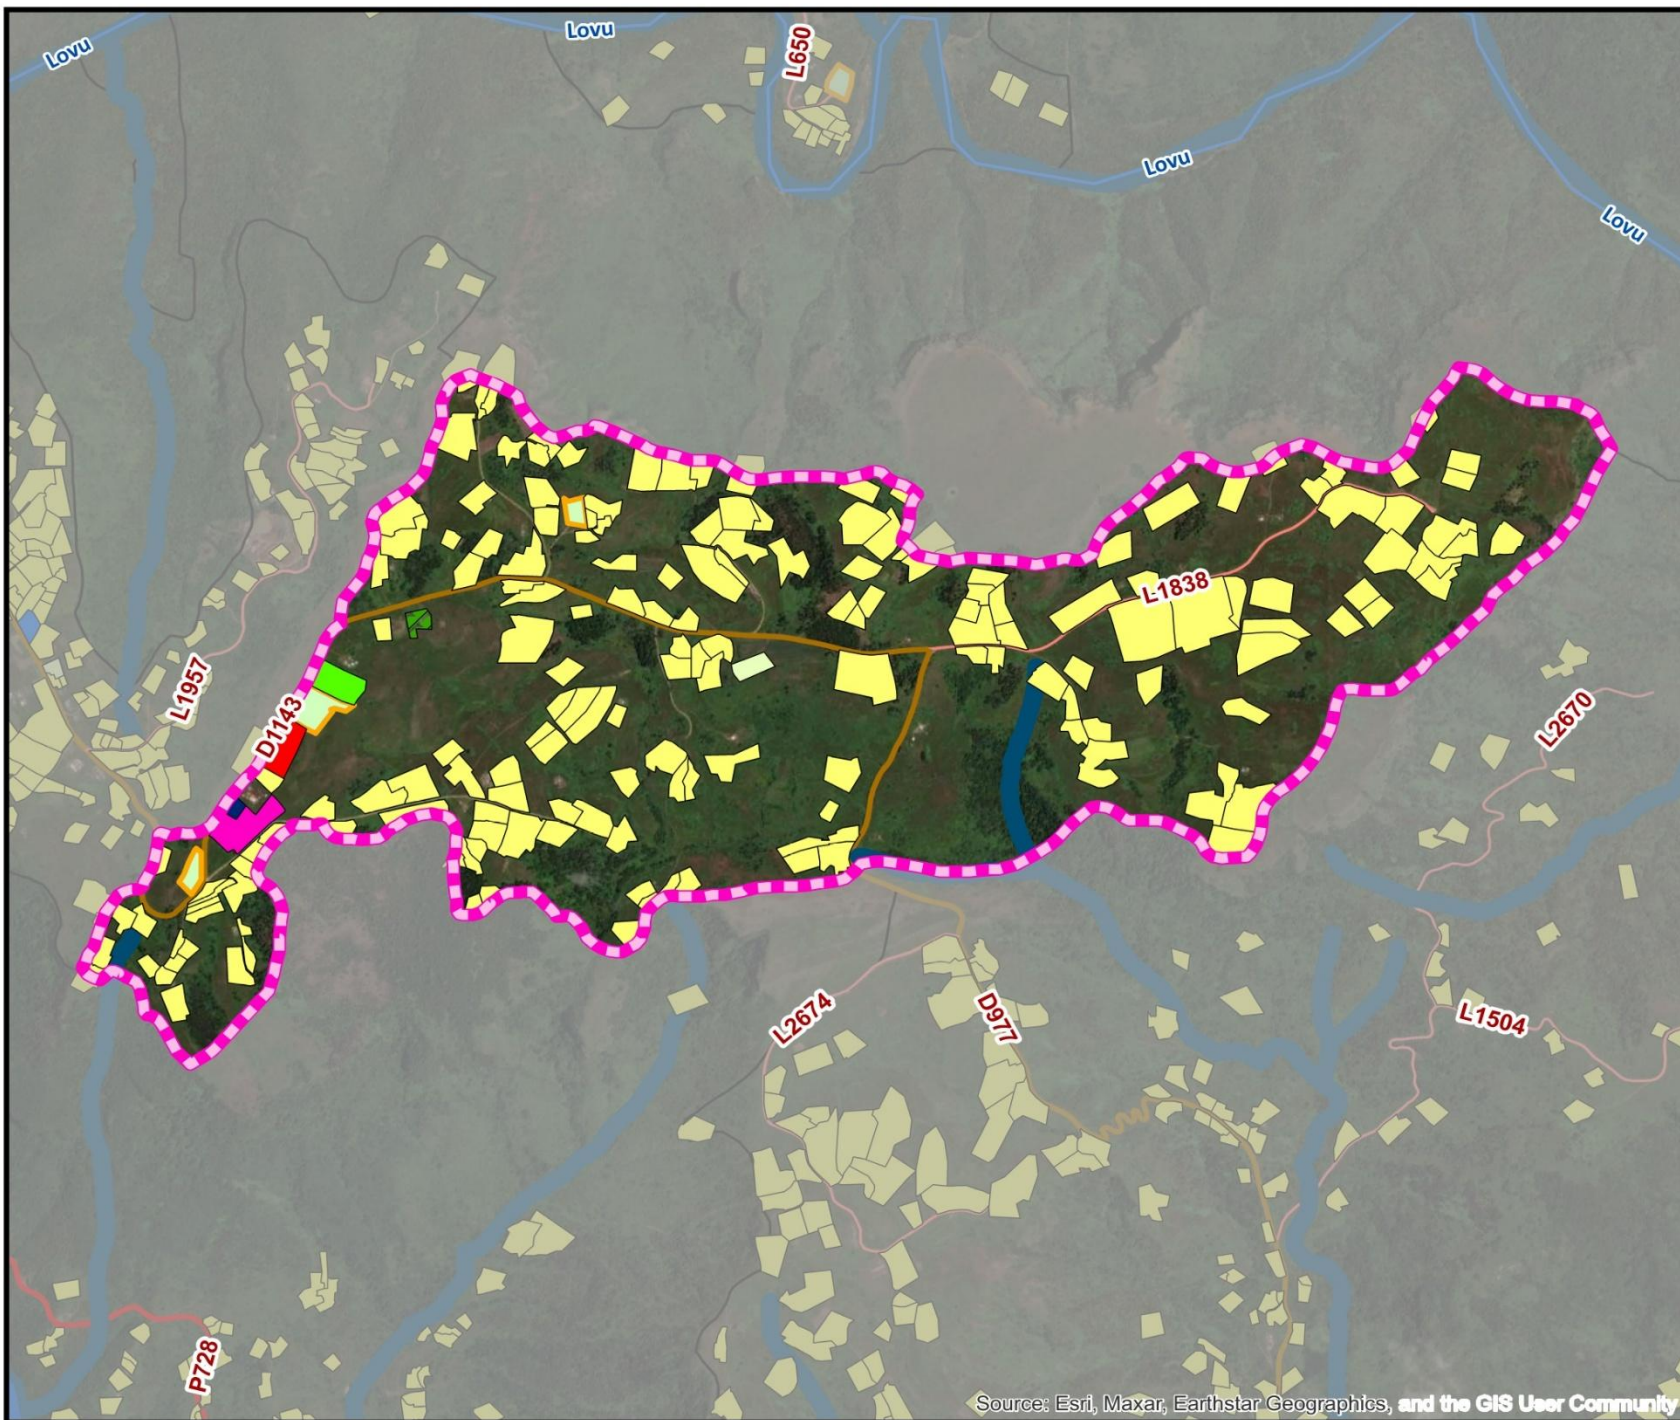 Lovu
Lovu
L650
Lovu
Lovu
L1838
L1957
D1143
L2670
L2674
D977
L1504
P728
Source: Esri, Maxar, Earthstar Geographics, and the GIS User Community